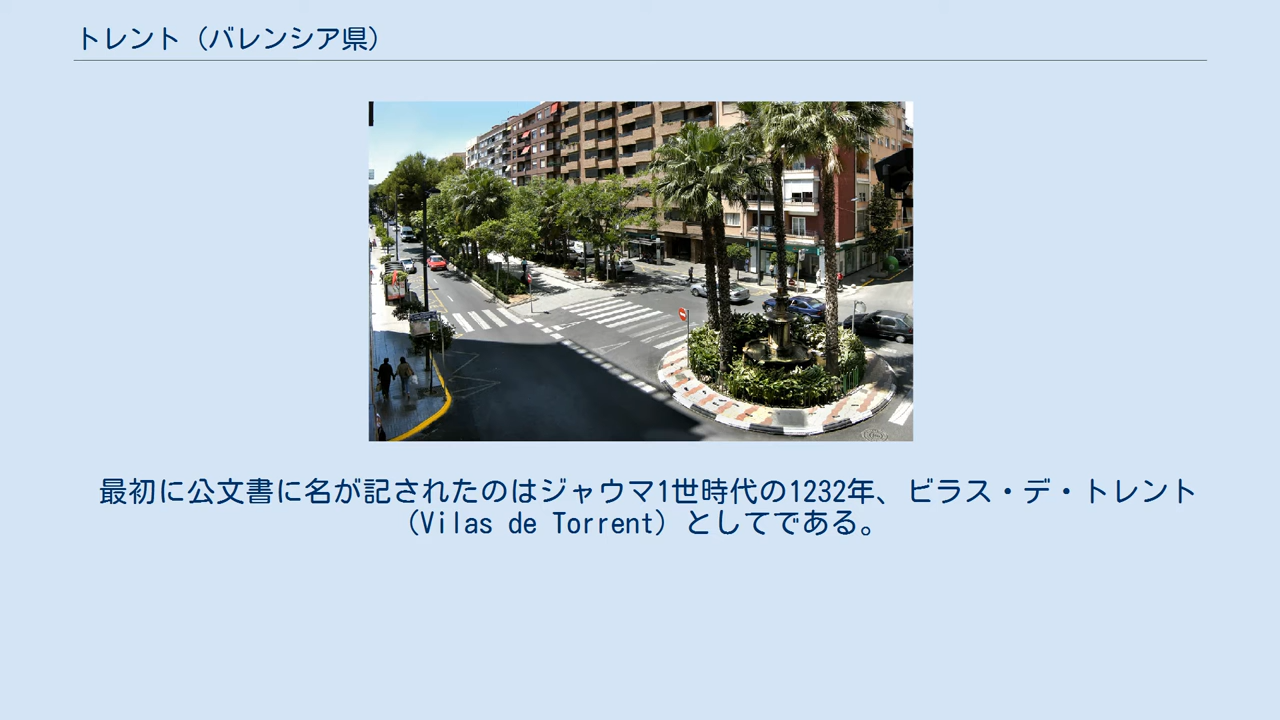 トレント（バレンシア県）
最初に公文書に名が記されたのはジャウマ1世時代の1232年、ビラス・デ・トレント
（Vilas de Torrent）としてである。